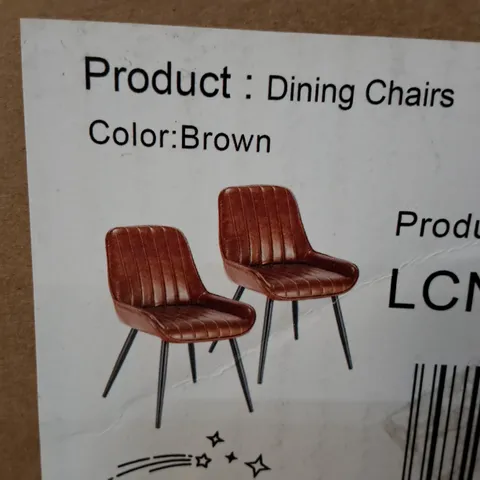 Product : Dining Chairs
Color:Brown
Produ
LCN